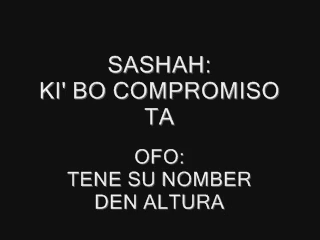 SASHAH:
KI' BO COMPROMISO
TA
OFO:
TENE SU NOMBER
DEN ALTURA